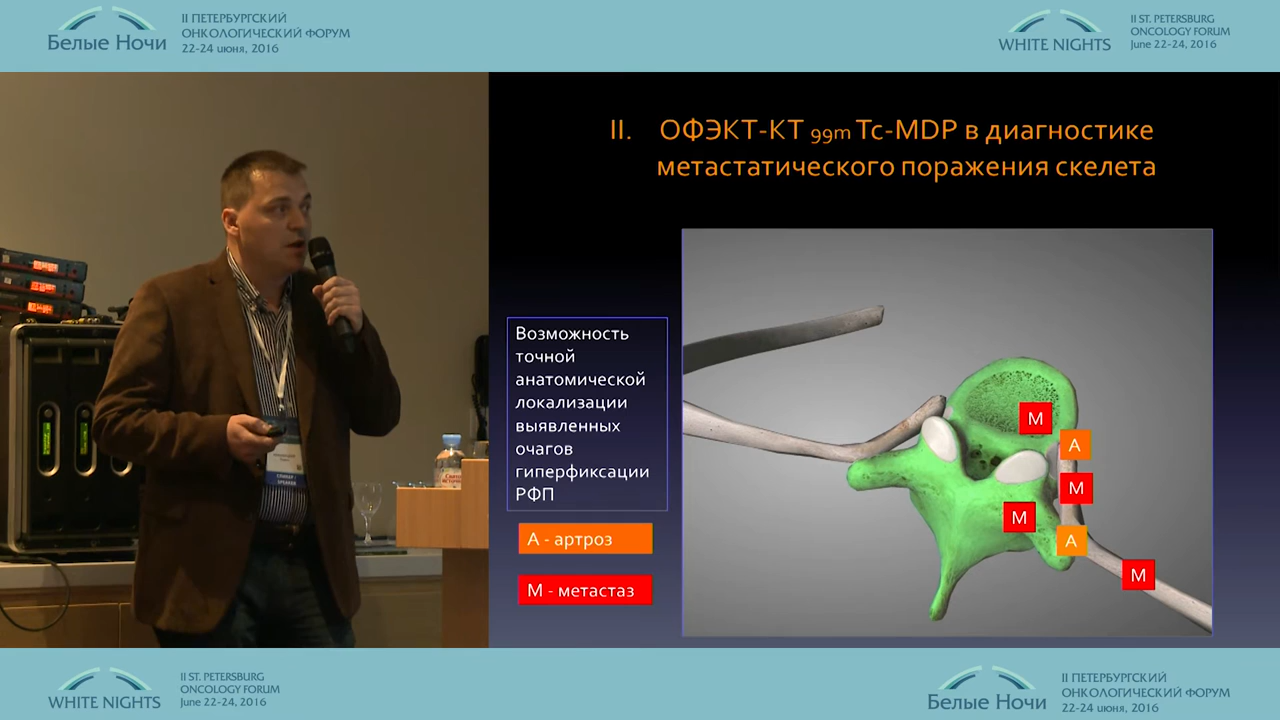 Белые Ночи
II ПЕТЕРБУРГСКИЙ
ОНКОЛОГИЧЕСКИЙ ФОРУМ
22-24 июня, 2016
WHITE NIGHTS
II ST. PETERSBURG
ONCOLOGY FORUM
June 22-24, 2016
II. ОФЭКТ-КТ 99m Tc-MDP в диагностике
метастатического поражения скелета
Возможность
точной
анатомической
локализации
выявленных
очагов
гиперфиксации
РФП
А - артроз
М - метастаз
М
А
М
М
А
М
WHITE NIGHTS
II ST. PETERSBURG
ONCOLOGY FORUM
June 22-24, 2016
Белые Ночи
II ПЕТЕРБУРГСКИЙ
ОНКОЛОГИЧЕСКИЙ ФОРУМ
22-24 июня, 2016